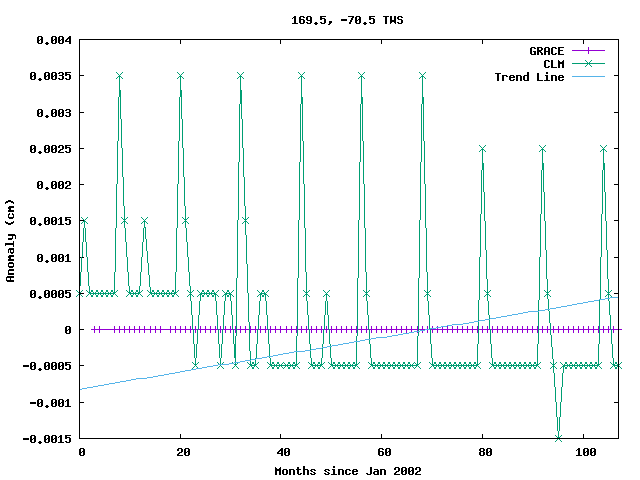 169.5, -70.5 TWS
GRACE
CLM
Trend Line
0.004
0.0035
0.003
0.0025
0.002
0.0015
0.001
0.0005
0
-0.0005
-0.001
-0.0015
Anomaly (cm)
0 20 40 60 80 100
Months since Jan 2002